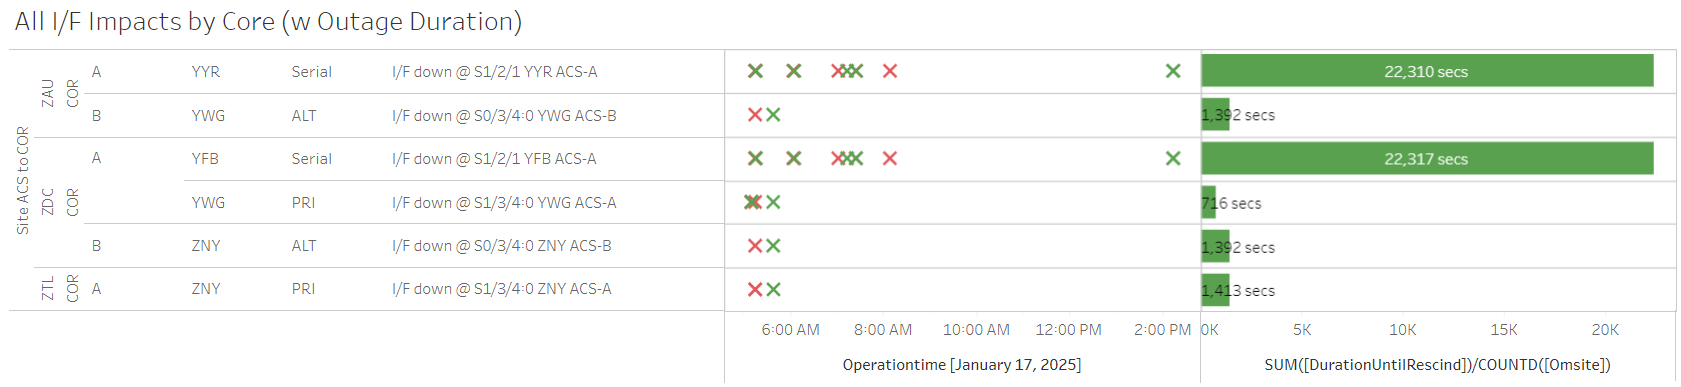 All I/F Impacts by Core (w Outage Duration)
Site ACS to COR
ZAU COR A YYR Serial I/F down @ S1/2/1 YYR ACS-A 22,310 secs
B YWG ALT I/F down @ S0/3/4:0 YWG ACS-B 1,392 secs
ZDC COR A YFB Serial I/F down @ S1/2/1 YFB ACS-A 22,317 secs
YWG PRI I/F down @ S1/3/4:0 YWG ACS-A 716 secs
B ZNY ALT I/F down @ S0/3/4:0 ZNY ACS-B 1,392 secs
ZTL COR A ZNY PRI I/F down @ S1/3/4:0 ZNY ACS-A 1,413 secs
6:00 AM 8:00 AM 10:00 AM 12:00 PM 2:00 PM 0K 5K 10K 15K 20K
Operationtime [January 17, 2025] SUM([DurationUntilRescind])/COUNTD([Omsite])